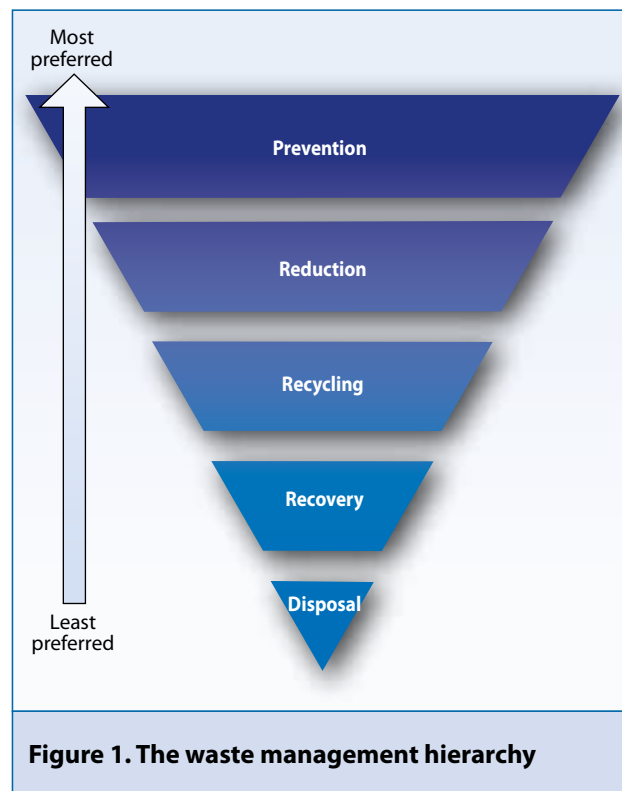 Most
preferred
Prevention
Reduction
Recycling
Recovery
Disposal
Least
preferred
Figure 1. The waste management hierarchy